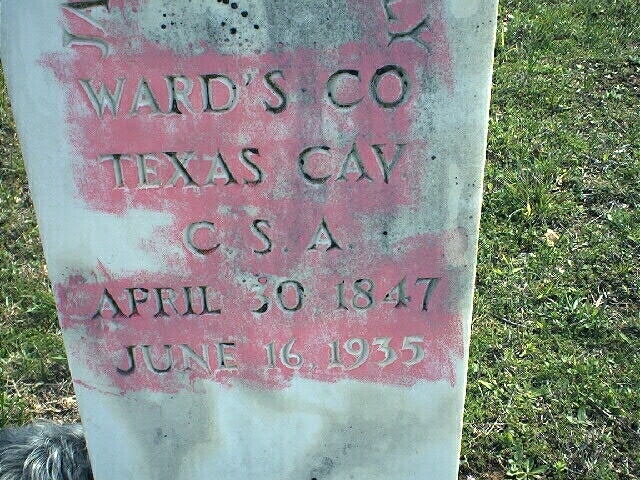 WARD'S CO
TEXAS CAV
C. S. A.
APRIL 30, 1847
JUNE 16, 1935